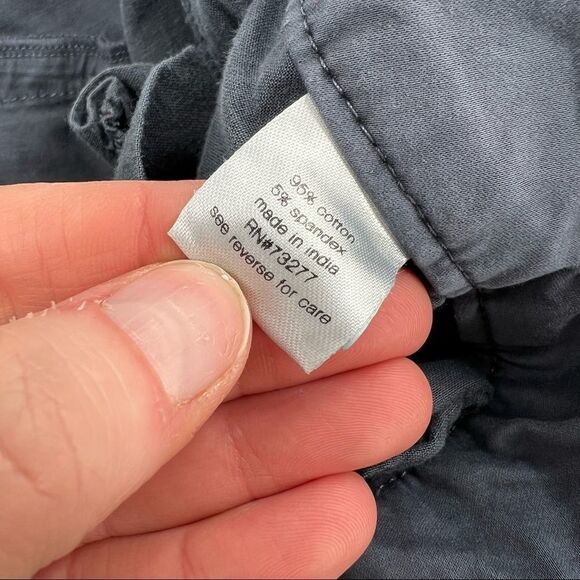 95% cotton
5% spandex
made in india
RN#73277
see reverse for care